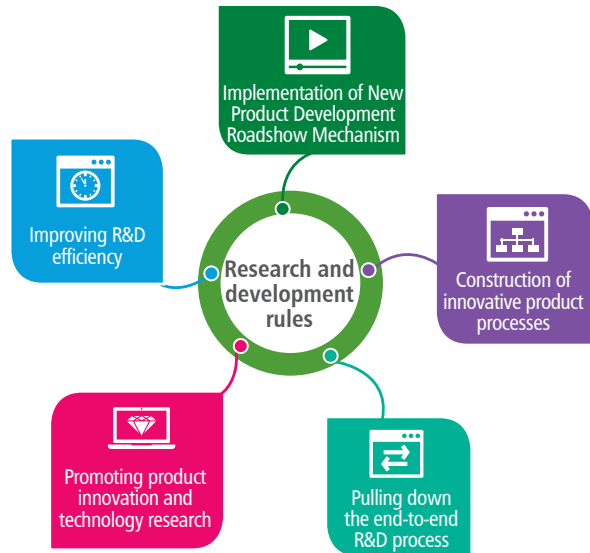 Implementation of New
Product Development
Roadshow Mechanism
Improving R&D
efficiency
Research and
development
rules
Construction of
innovative product
processes
Promoting product
innovation and
technology research
Pulling down
the end-to-end
R&D process